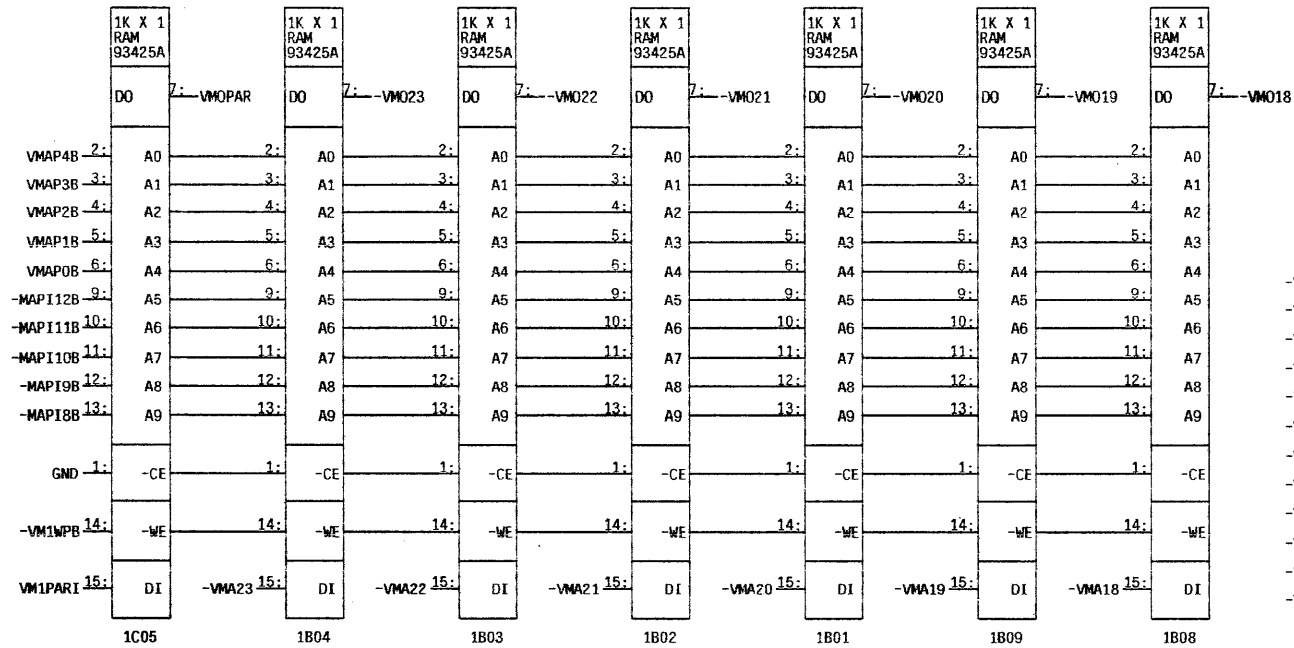 1K X 1 1K X 1 1K X 1 1K X 1 1K X 1 1K X 1 1K X 1
RAM RAM RAM RAM RAM RAM RAM
93425A 93425A 93425A 93425A 93425A 93425A 93425A
DO 7: -VMOPAR DO 7: -VMO23 DO 7: -VMO22 DO 7: -VMO21 DO 7: -VMO20 DO 7: -VMO19 DO 7: -VMO18
VMAP4B 2: A0 2: A0 2: A0 2: A0 2: A0 2: A0 2: A0
VMAP3B 3: A1 3: A1 3: A1 3: A1 3: A1 3: A1 3: A1
VMAP2B 4: A2 4: A2 4: A2 4: A2 4: A2 4: A2 4: A2
VMAP1B 5: A3 5: A3 5: A3 5: A3 5: A3 5: A3 5: A3
VMAP0B 6: A4 6: A4 6: A4 6: A4 6: A4 6: A4 6: A4
-MAPI12B 9: A5 9: A5 9: A5 9: A5 9: A5 9: A5 9: A5
-MAPI11B 10: A6 10: A6 10: A6 10: A6 10: A6 10: A6 10: A6
-MAPI10B 11: A7 11: A7 11: A7 11: A7 11: A7 11: A7 11: A7
-MAPI9B 12: A8 12: A8 12: A8 12: A8 12: A8 12: A8 12: A8
-MAPI8B 13: A9 13: A9 13: A9 13: A9 13: A9 13: A9 13: A9
GND 1: -CE 1: -CE 1: -CE 1: -CE 1: -CE 1: -CE 1: -CE
-VM1WPB 14: -WE 14: -WE 14: -WE 14: -WE 14: -WE 14: -WE 14: -WE
VM1PARI 15: DI -VMA23 15: DI -VMA22 15: DI -VMA21 15: DI -VMA20 15: DI -VMA19 15: DI -VMA18 15: DI
1C05 1B04 1B03 1B02 1B01 1B09 1B08